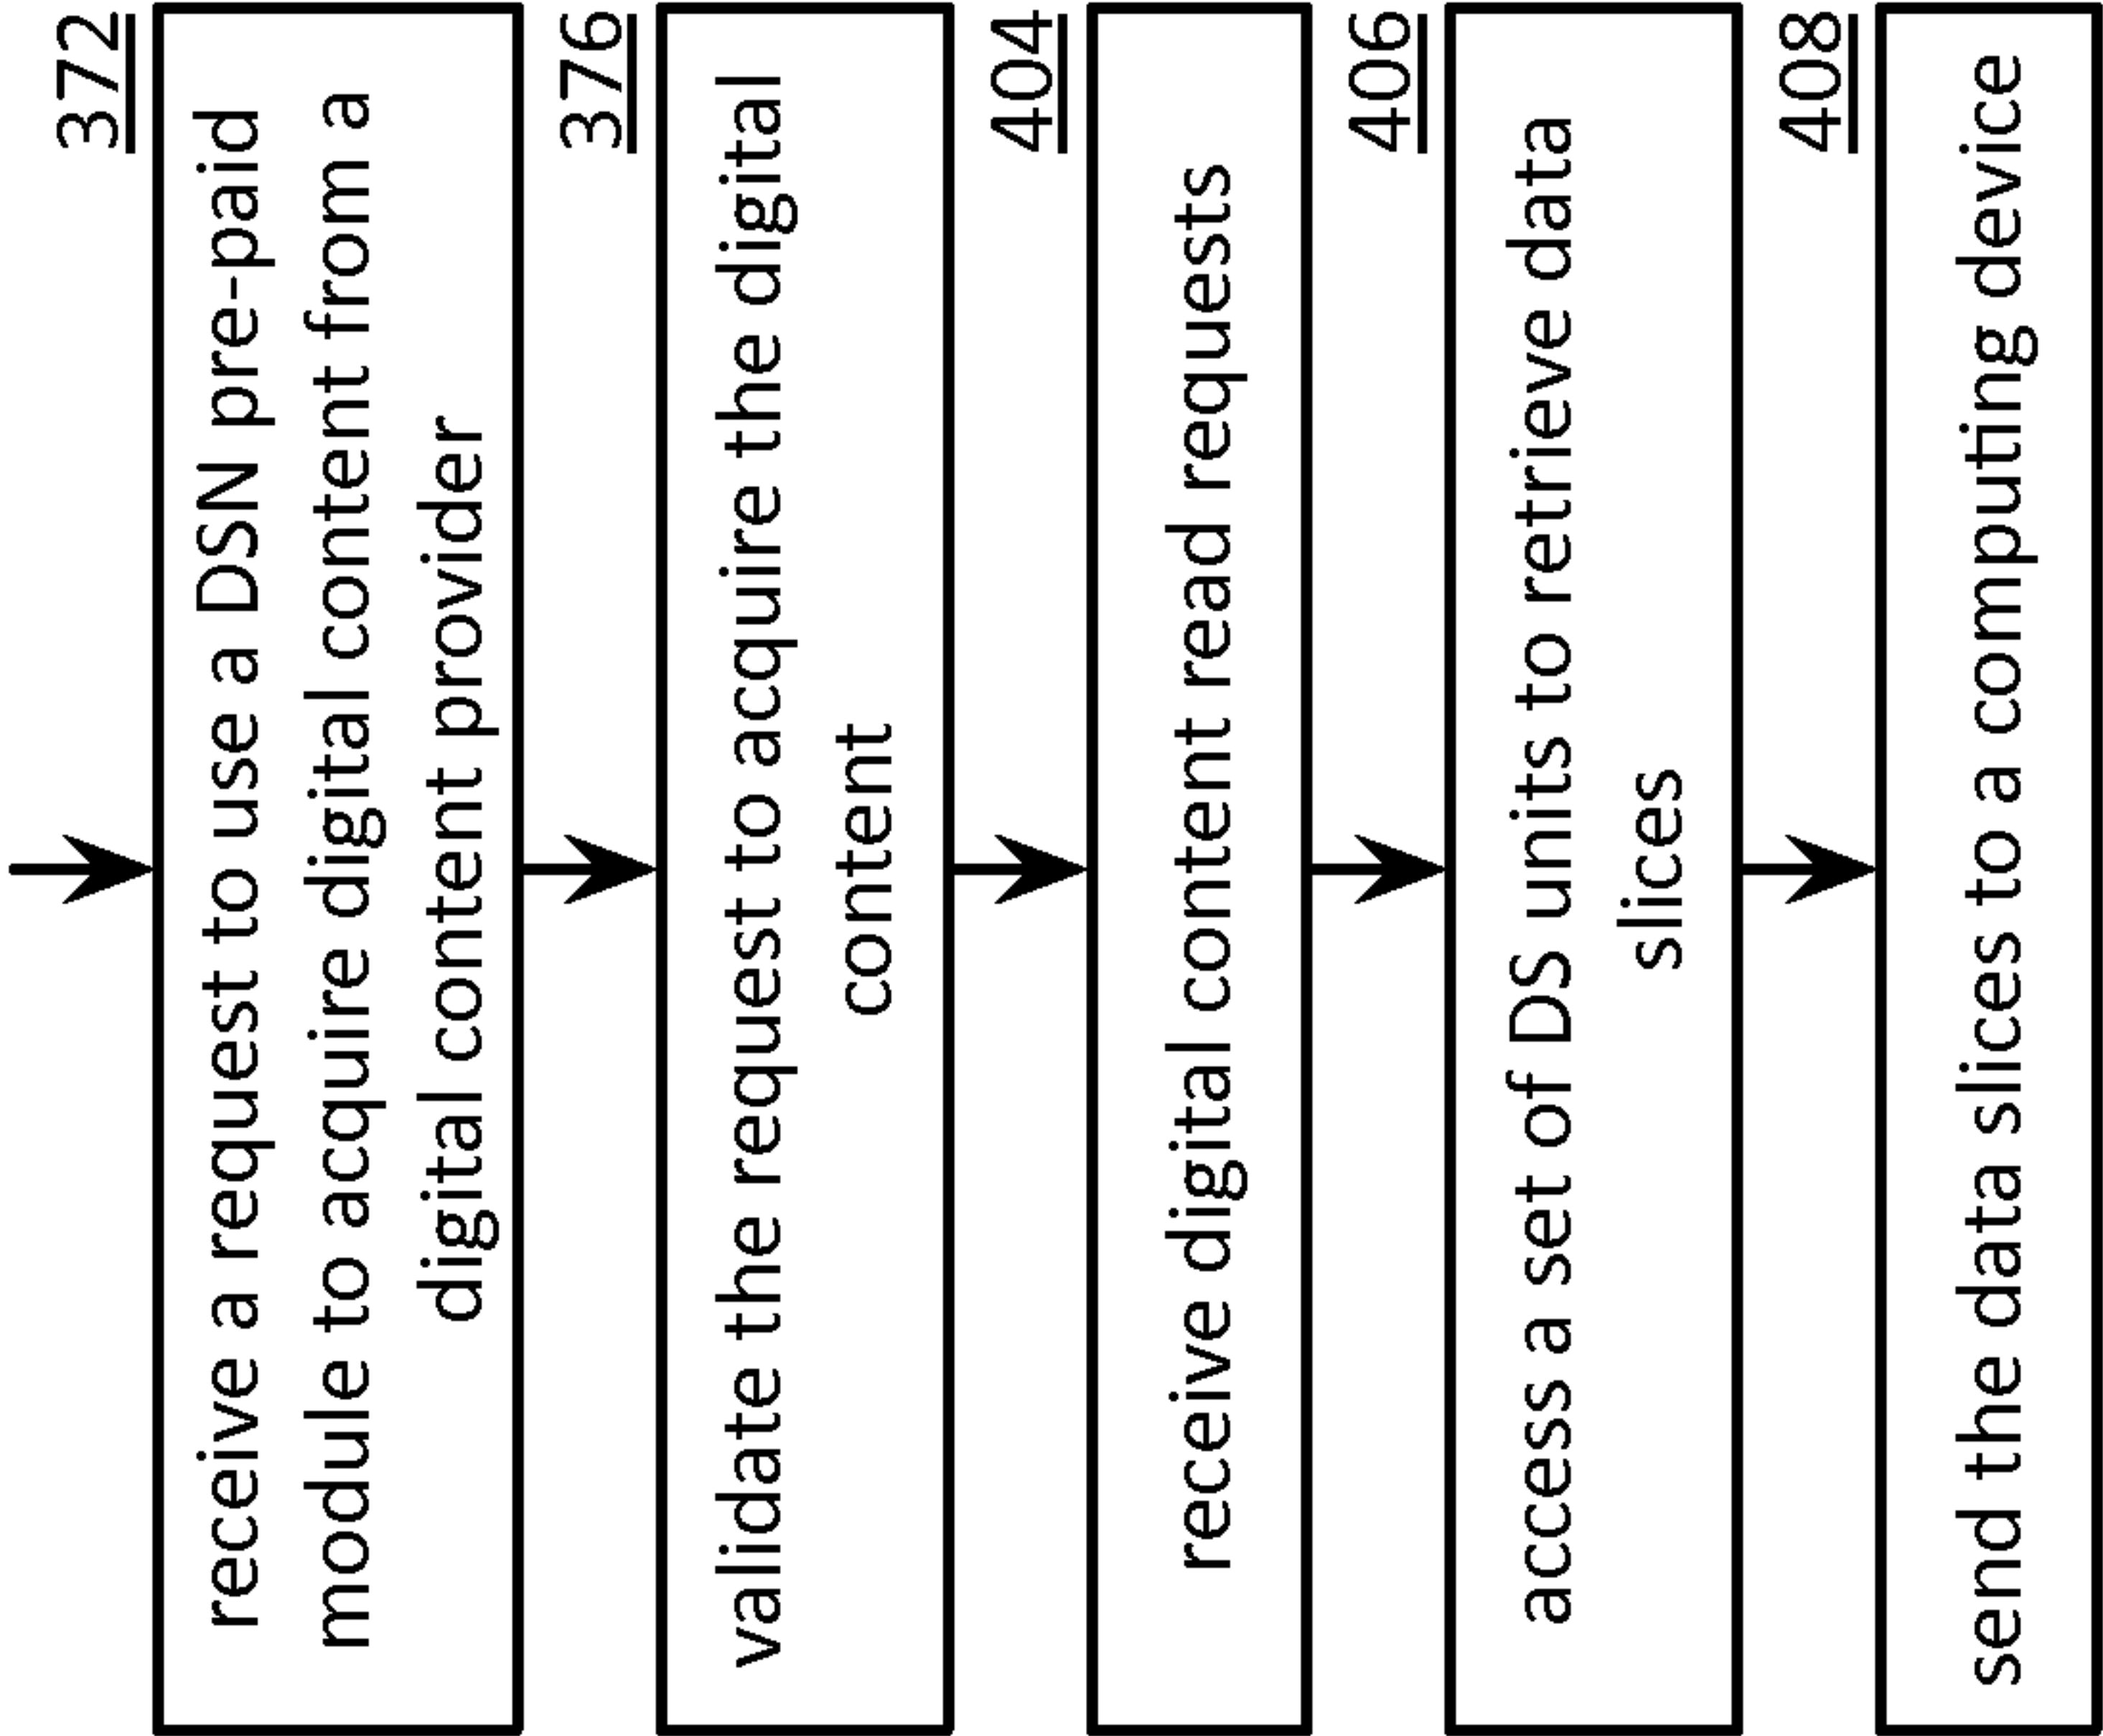 372
receive a request to use a DSN pre-paid
module to acquire digital content from a
digital content provider
376
validate the request to acquire the digital
content
404
receive digital content read requests
406
access a set of DS units to retrieve data
slices
408
send the data slices to a computing device